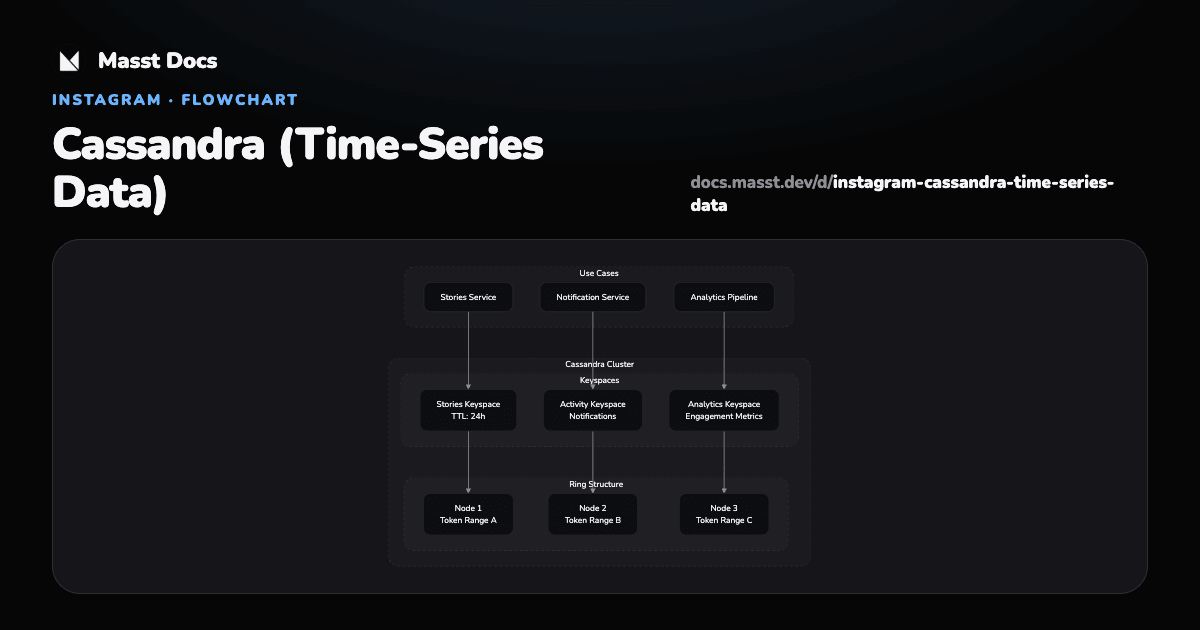 Masst Docs
INSTAGRAM · FLOWCHART
Cassandra (Time-Series
Data)
docs.masst.dev/d/instagram-cassandra-time-series-
data
Use Cases
Stories Service
Notification Service
Analytics Pipeline
Cassandra Cluster
Keyspaces
Stories Keyspace
TTL: 24h
Activity Keyspace
Notifications
Analytics Keyspace
Engagement Metrics
Ring Structure
Node 1
Token Range A
Node 2
Token Range B
Node 3
Token Range C